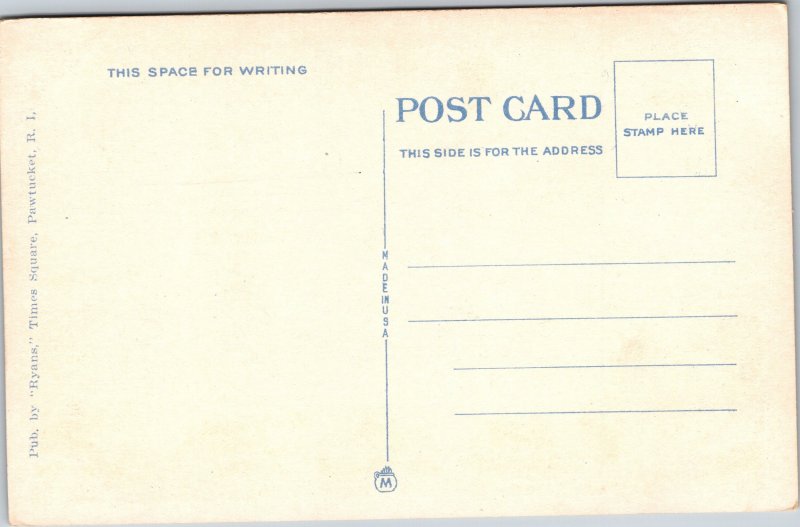 THIS SPACE FOR WRITING
POST CARD
THIS SIDE IS FOR THE ADDRESS
PLACE
STAMP HERE
Pub. by "Ryans," Times Square, Pawtucket, R. I.
MADE IN USA
M